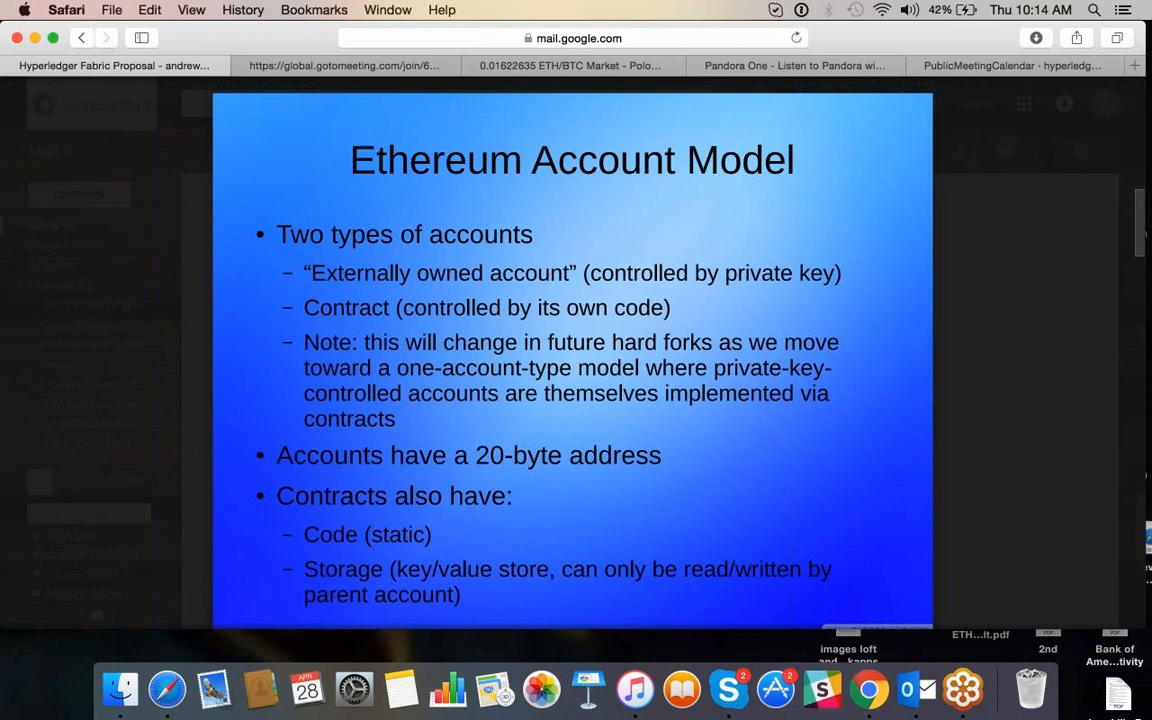 Safari File Edit View History Bookmarks Window Help 42% Thu 10:14 AM
mail.google.com
Hyperledger Fabric Proposal - andrew... https://global.gotomeeting.com/join/6... 0.01622635 ETH/BTC Market - Polo... Pandora One - Listen to Pandora wi... PublicMeetingCalendar · hyperledg...
Mail
COMPOSE
Ethereum Account Model
• Two types of accounts
– “Externally owned account” (controlled by private key)
– Contract (controlled by its own code)
– Note: this will change in future hard forks as we move
toward a one-account-type model where private-key-
controlled accounts are themselves implemented via
contracts
• Accounts have a 20-byte address
• Contracts also have:
– Code (static)
– Storage (key/value store, can only be read/written by
parent account)
ETH...lt.pdf
images loft
2nd
Bank of
Ame...tivity
APR
28
2
2